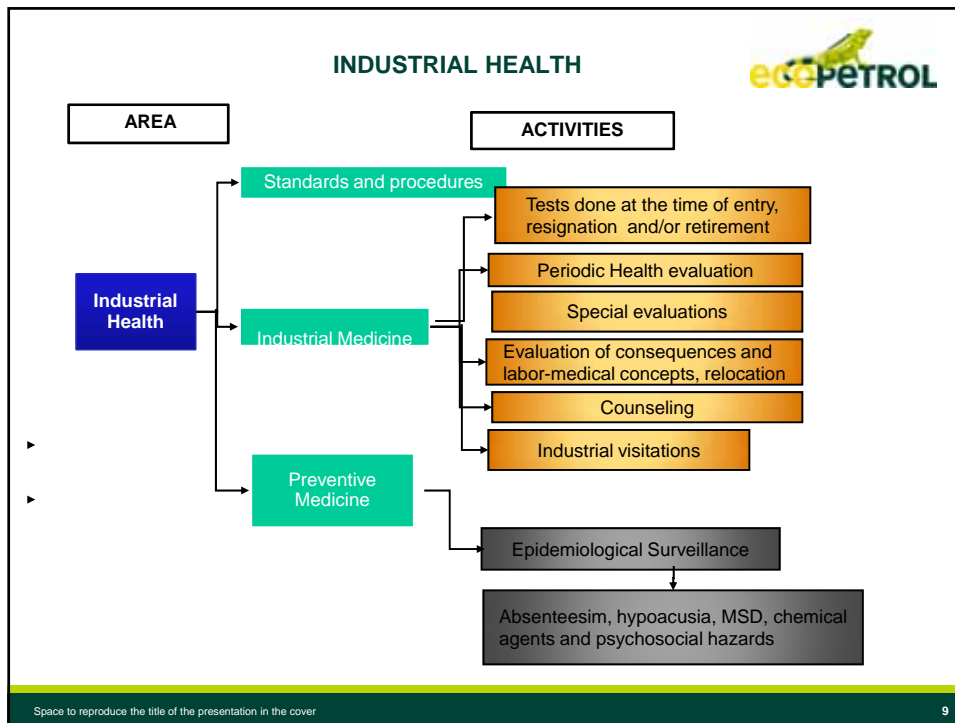 INDUSTRIAL HEALTH
ecoPETROL
AREA
ACTIVITIES
Standards and procedures
Tests done at the time of entry,
resignation and/or retirement
Periodic Health evaluation
Industrial
Health
Special evaluations
Industrial Medicine
Evaluation of consequences and
labor-medical concepts, relocation
Counseling
Industrial visitations
Preventive
Medicine
Epidemiological Surveillance
Absenteesim, hypoacusia, MSD, chemical
agents and psychosocial hazards
Space to reproduce the title of the presentation in the cover
9